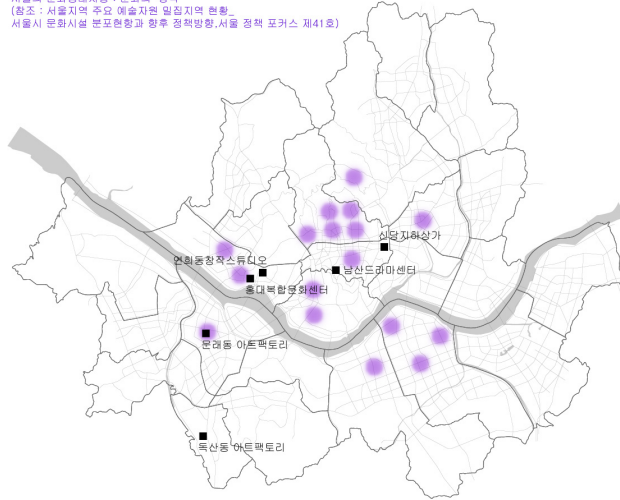 (참조 : 서울지역 주요 예술자원 밀집지역 현황_
서울시 문화시설 분포현황과 향후 정책방향,서울 정책 포커스 제41호)
신당지하상가
연희동창작스튜디오
남산드라마센터
홍대복합문화센터
문래동 아트팩토리
독산동 아트팩토리